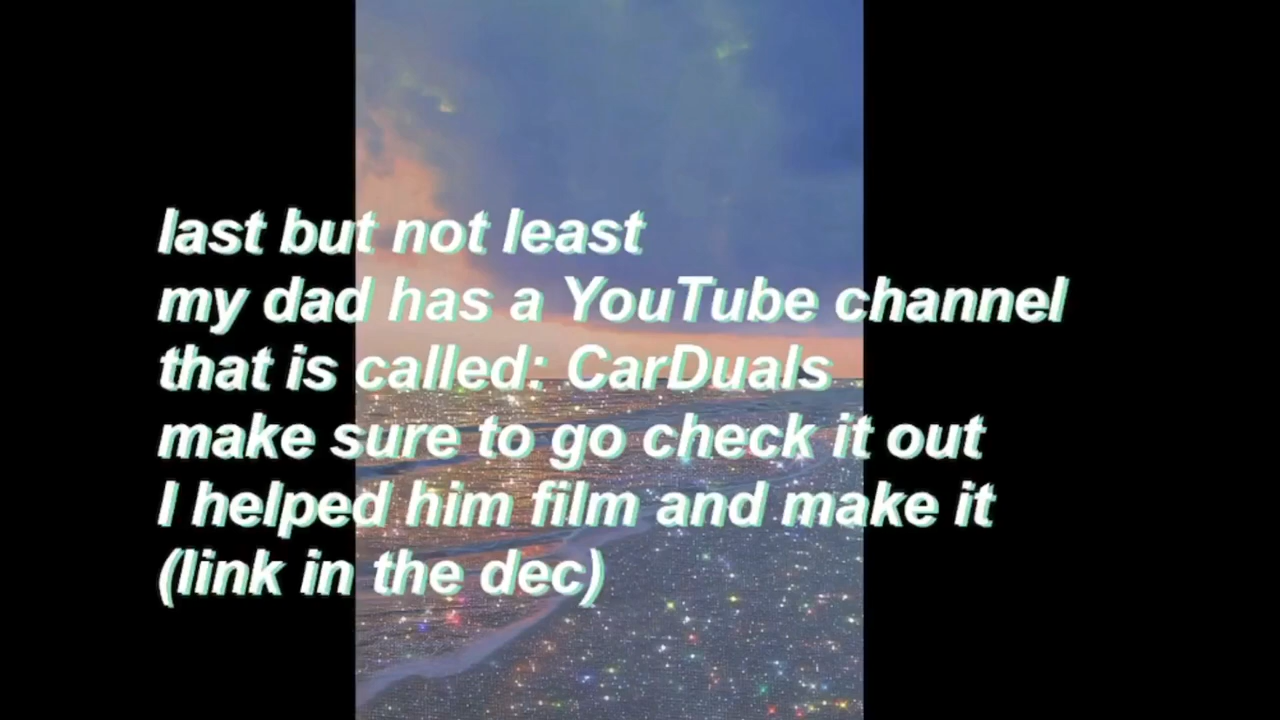 last but not least
my dad has a YouTube channel
that is called: CarDuals
make sure to go check it out
I helped him film and make it
(link in the dec)